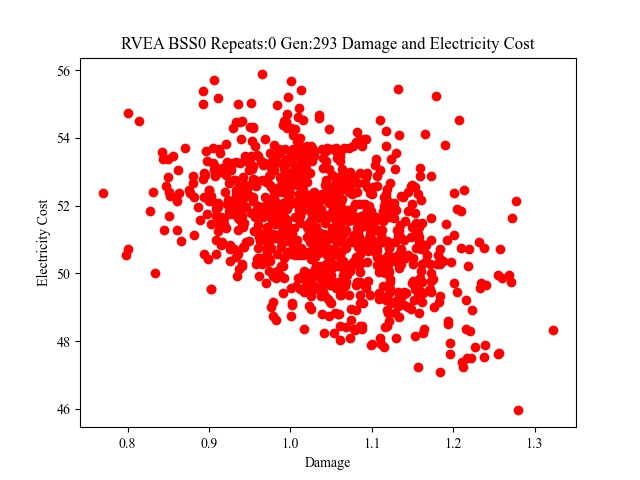 RVEA BSS0 Repeats:0 Gen:293 Damage and Electricity Cost
56
54
52
50
48
46
Electricity Cost
0.8 0.9 1.0 1.1 1.2 1.3
Damage